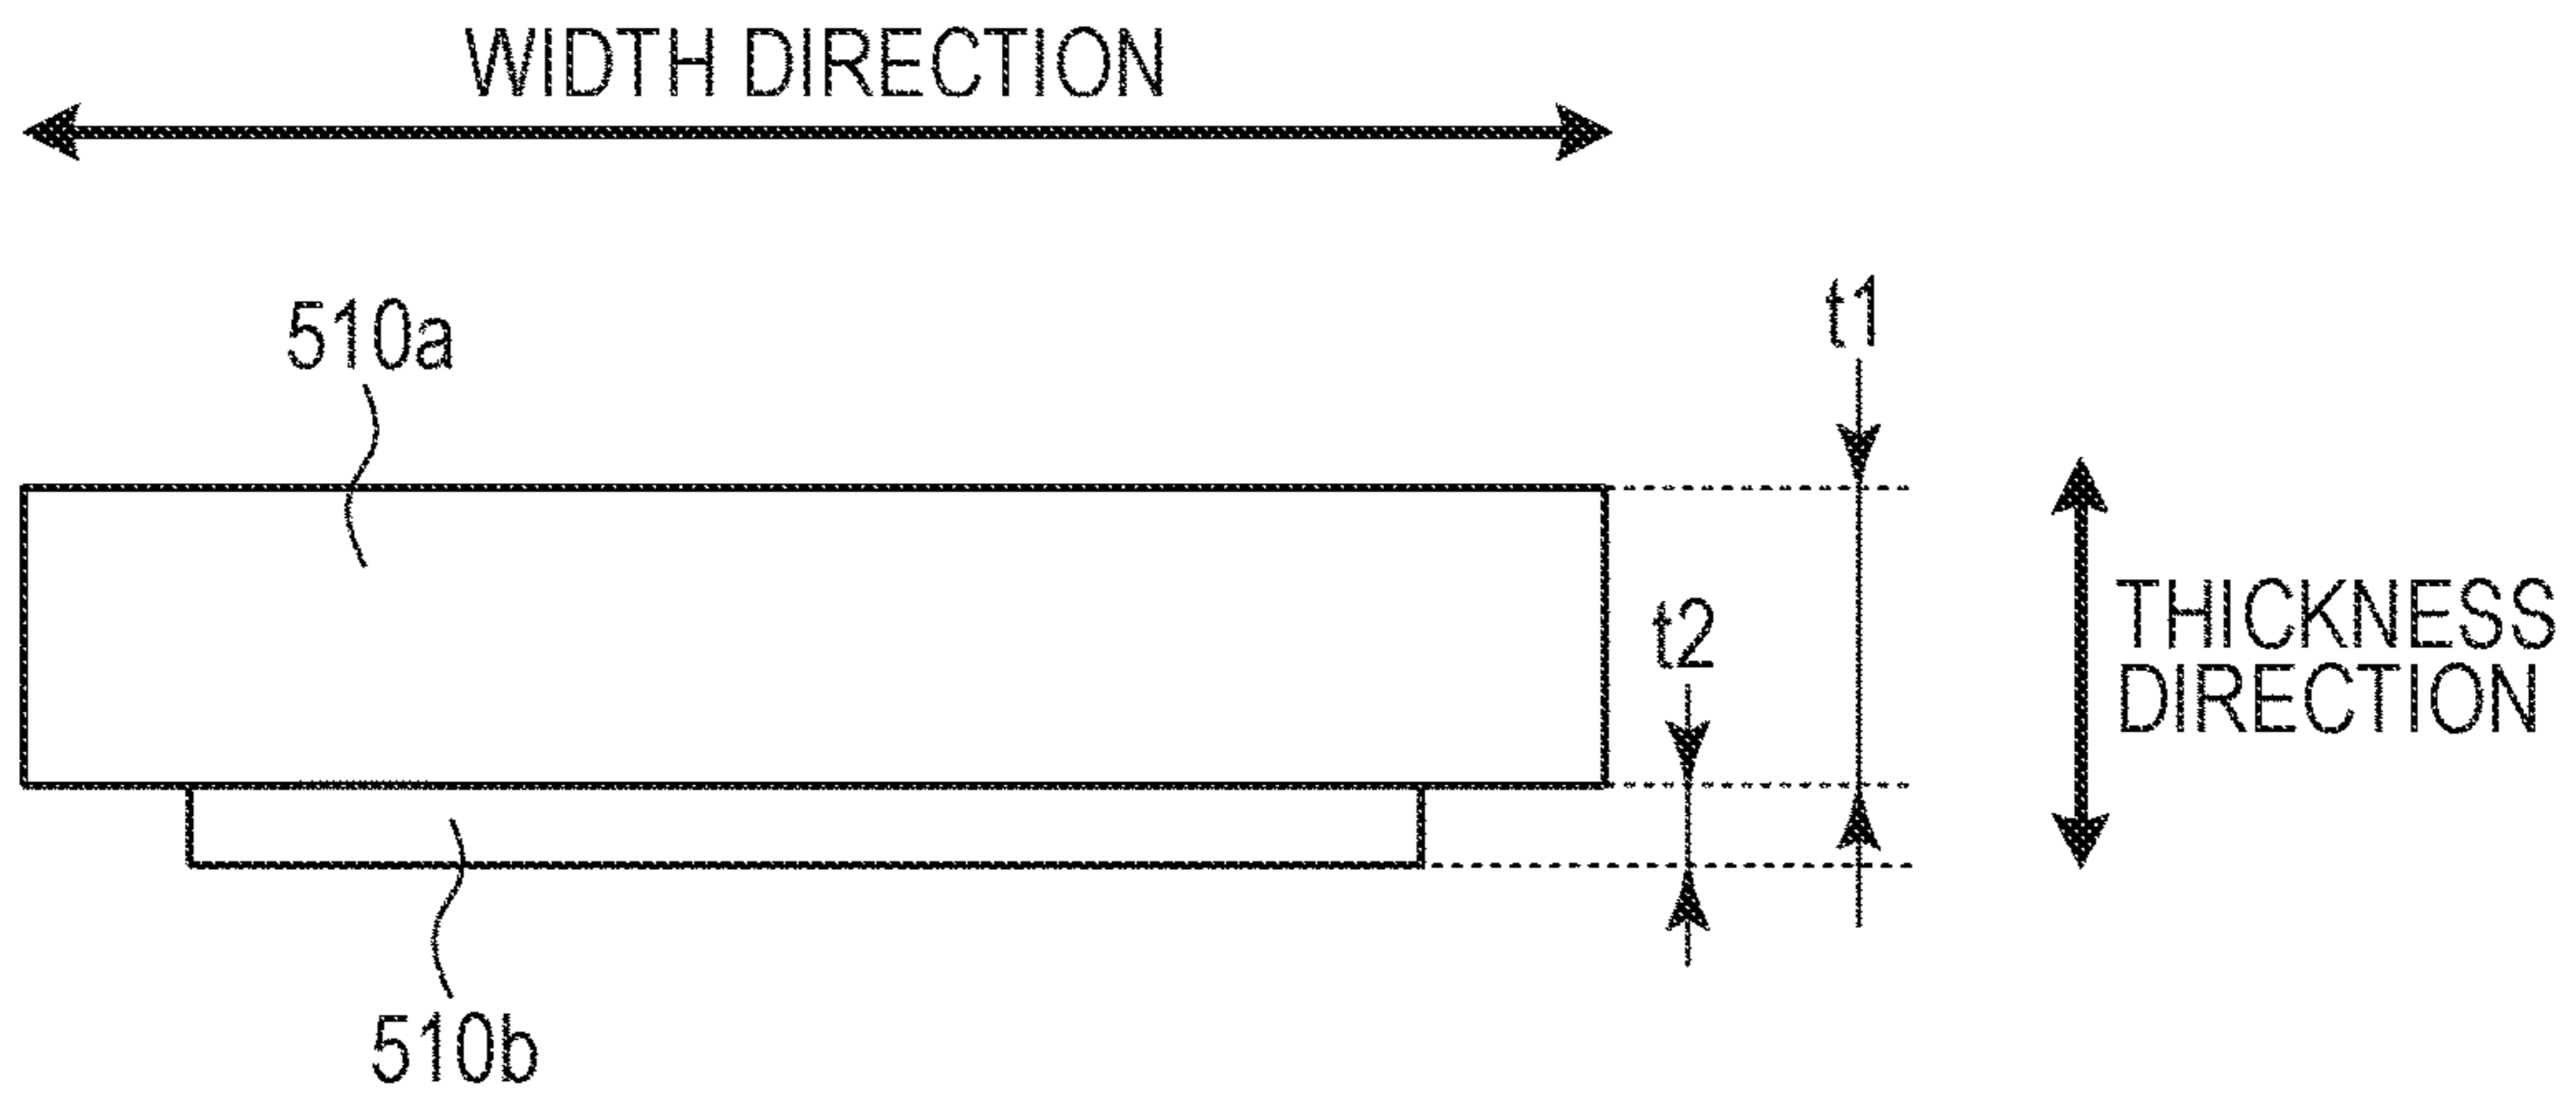 WIDTH DIRECTION
510a
t1
t2
THICKNESS
DIRECTION
510b